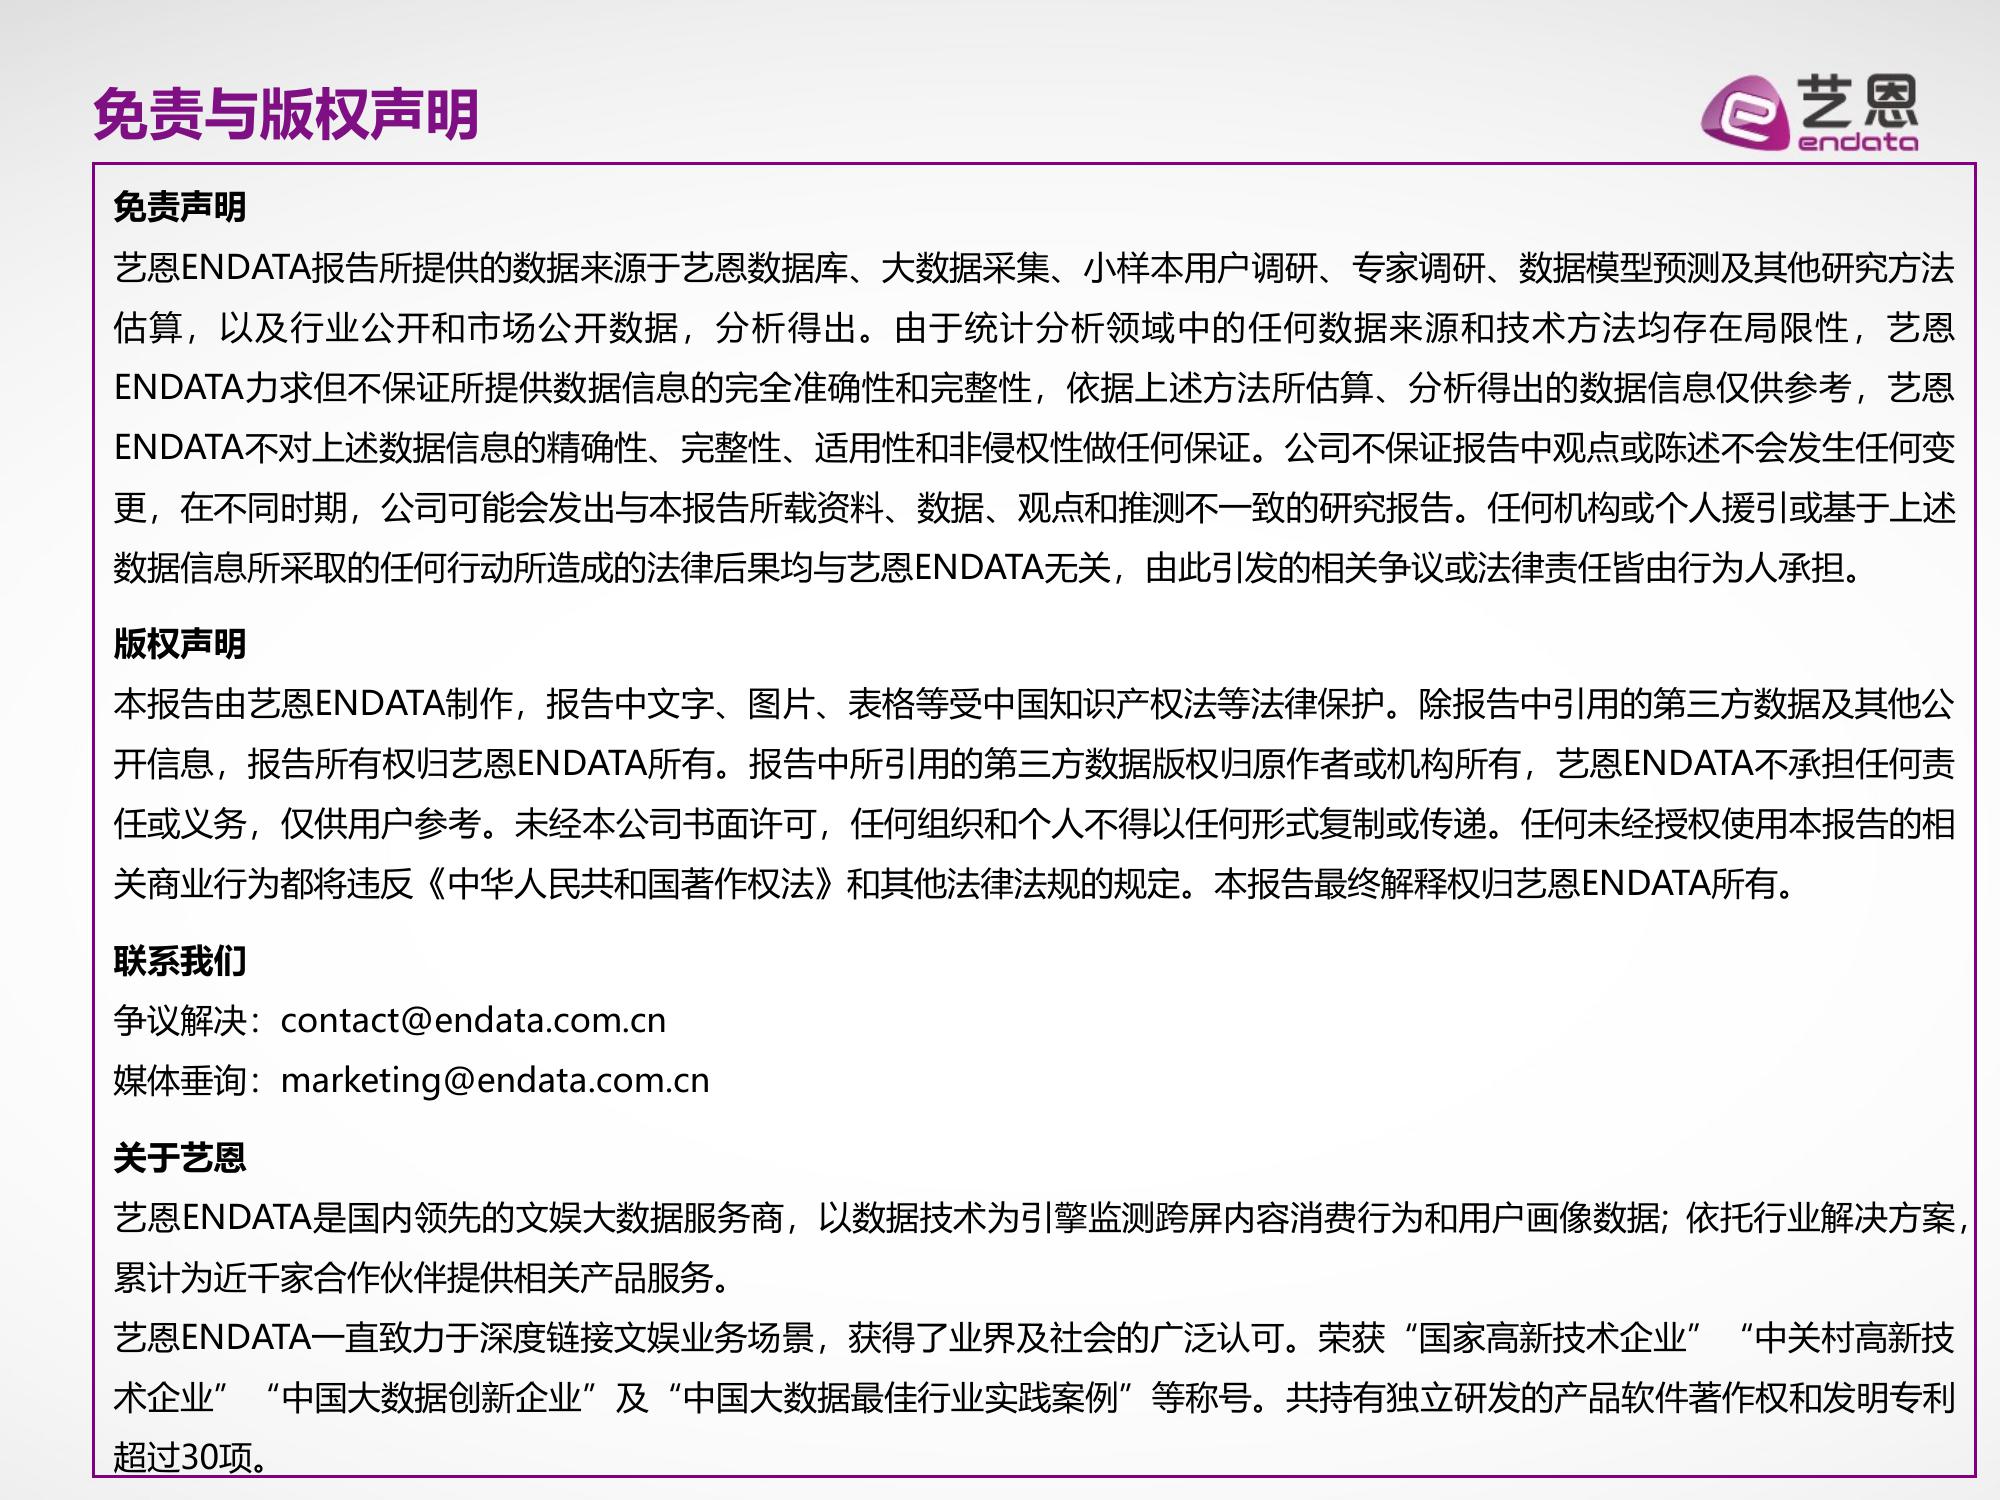 免责与版权声明
艺恩
endata
免责声明
艺恩ENDATA报告所提供的数据来源于艺恩数据库、大数据采集、小样本用户调研、专家调研、数据模型预测及其他研究方法
估算，以及行业公开和市场公开数据，分析得出。由于统计分析领域中的任何数据来源和技术方法均存在局限性，艺恩
ENDATA力求但不保证所提供数据信息的完全准确性和完整性，依据上述方法所估算、分析得出的数据信息仅供参考，艺恩
ENDATA不对上述数据信息的精确性、完整性、适用性和非侵权性做任何保证。公司不保证报告中观点或陈述不会发生任何变
更，在不同时期，公司可能会发出与本报告所载资料、数据、观点和推测不一致的研究报告。任何机构或个人援引或基于上述
数据信息所采取的任何行动所造成的法律后果均与艺恩ENDATA无关，由此引发的相关争议或法律责任皆由行为人承担。
版权声明
本报告由艺恩ENDATA制作，报告中文字、图片、表格等受中国知识产权法等法律保护。除报告中引用的第三方数据及其他公
开信息，报告所有权归艺恩ENDATA所有。报告中所引用的第三方数据版权归原作者或机构所有，艺恩ENDATA不承担任何责
任或义务，仅供用户参考。未经本公司书面许可，任何组织和个人不得以任何形式复制或传递。任何未经授权使用本报告的相
关商业行为都将违反《中华人民共和国著作权法》和其他法律法规的规定。本报告最终解释权归艺恩ENDATA所有。
联系我们
争议解决：contact@endata.com.cn
媒体垂询：marketing@endata.com.cn
关于艺恩
艺恩ENDATA是国内领先的文娱大数据服务商，以数据技术为引擎监测跨屏内容消费行为和用户画像数据；依托行业解决方案，
累计为近千家合作伙伴提供相关产品服务。
艺恩ENDATA一直致力于深度链接文娱业务场景，获得了业界及社会的广泛认可。荣获“国家高新技术企业”“中关村高新技
术企业”“中国大数据创新企业”及“中国大数据最佳行业实践案例”等称号。共持有独立研发的产品软件著作权和发明专利
超过30项。